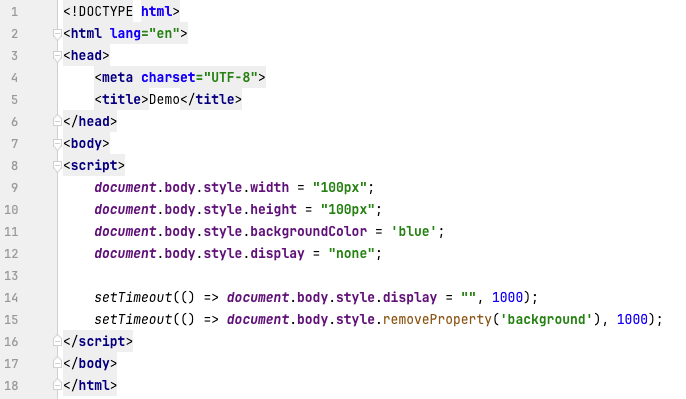 1 <!DOCTYPE html>
2 <html lang="en">
3 <head>
4     <meta charset="UTF-8">
5     <title>Demo</title>
6 </head>
7 <body>
8 <script>
9     document.body.style.width = "100px";
10     document.body.style.height = "100px";
11     document.body.style.backgroundColor = 'blue';
12     document.body.style.display = "none";
13
14     setTimeout(() => document.body.style.display = "", 1000);
15     setTimeout(() => document.body.style.removeProperty('background'), 1000);
16 </script>
17 </body>
18 </html>